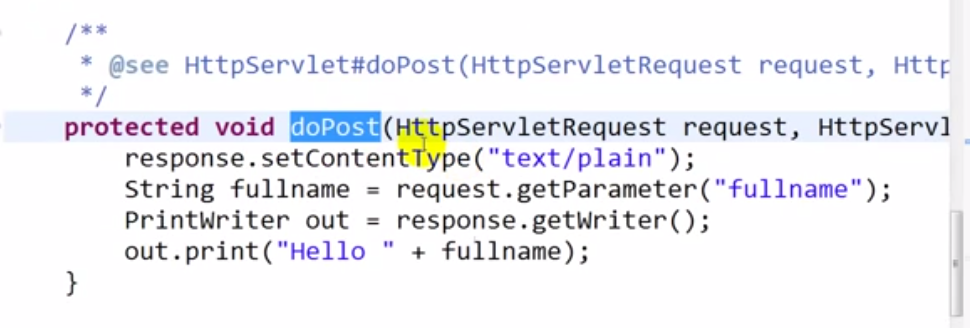 /**
* @see HttpServlet#doPost(HttpServletRequest request, Http
*/
protected void doPost(HttpServletRequest request, HttpServl
response.setContentType("text/plain");
String fullname = request.getParameter("fullname");
PrintWriter out = response.getWriter();
out.print("Hello " + fullname);
}